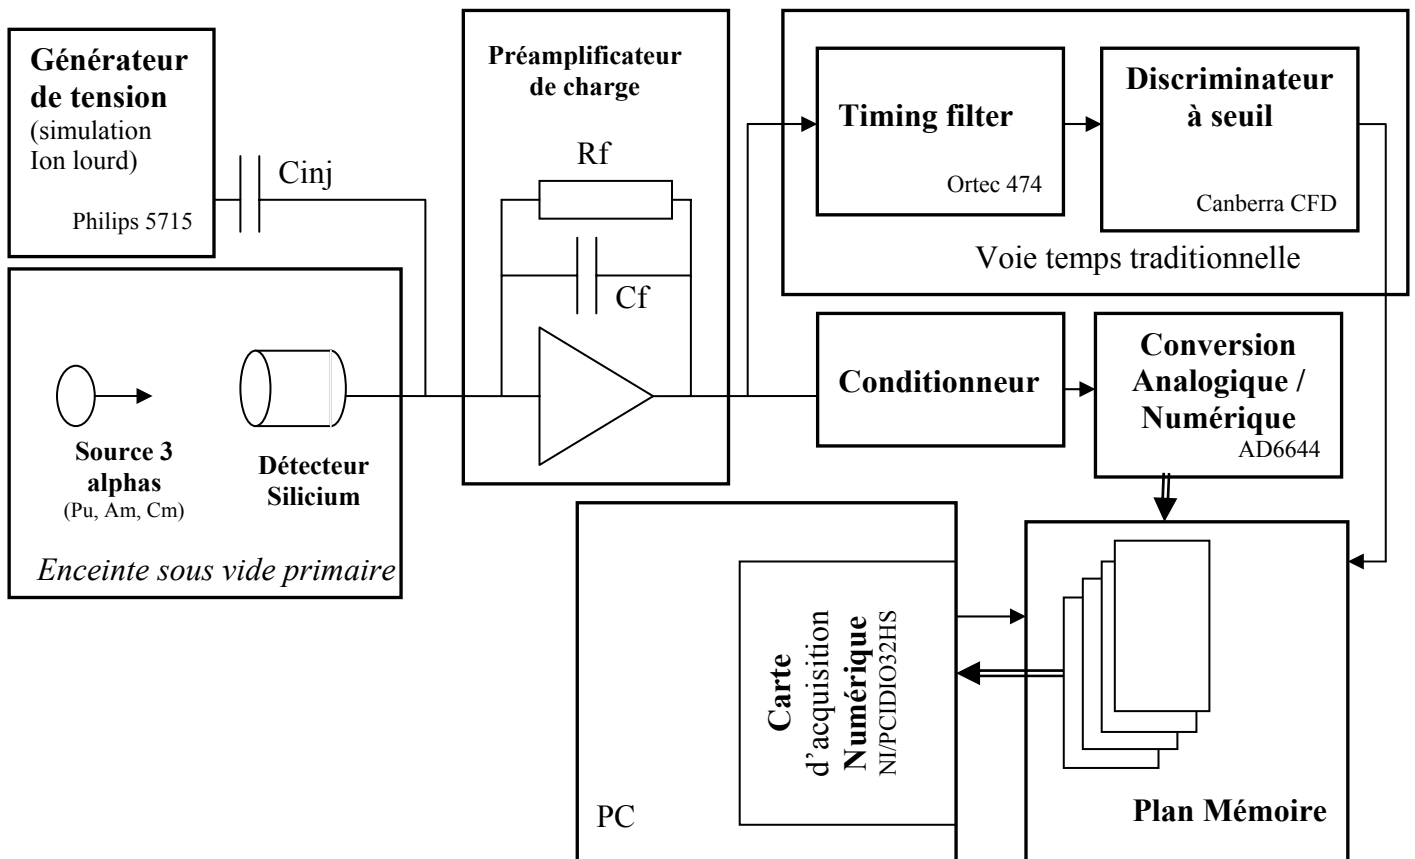 Générateur
de tension
(simulation
Ion lourd)
Philips 5715
Cinj
Préamplificateur
de charge
Rf
Cf
Timing filter
Ortec 474
Discriminateur
à seuil
Canberra CFD
Voie temps traditionnelle
Source 3
alphas
(Pu, Am, Cm)
Détecteur
Silicium
Enceinte sous vide primaire
Conditionneur
Conversion
Analogique /
Numérique
AD6644
Carte
d'acquisition
Numérique
NI/PCIDIO32HS
PC
Plan Mémoire